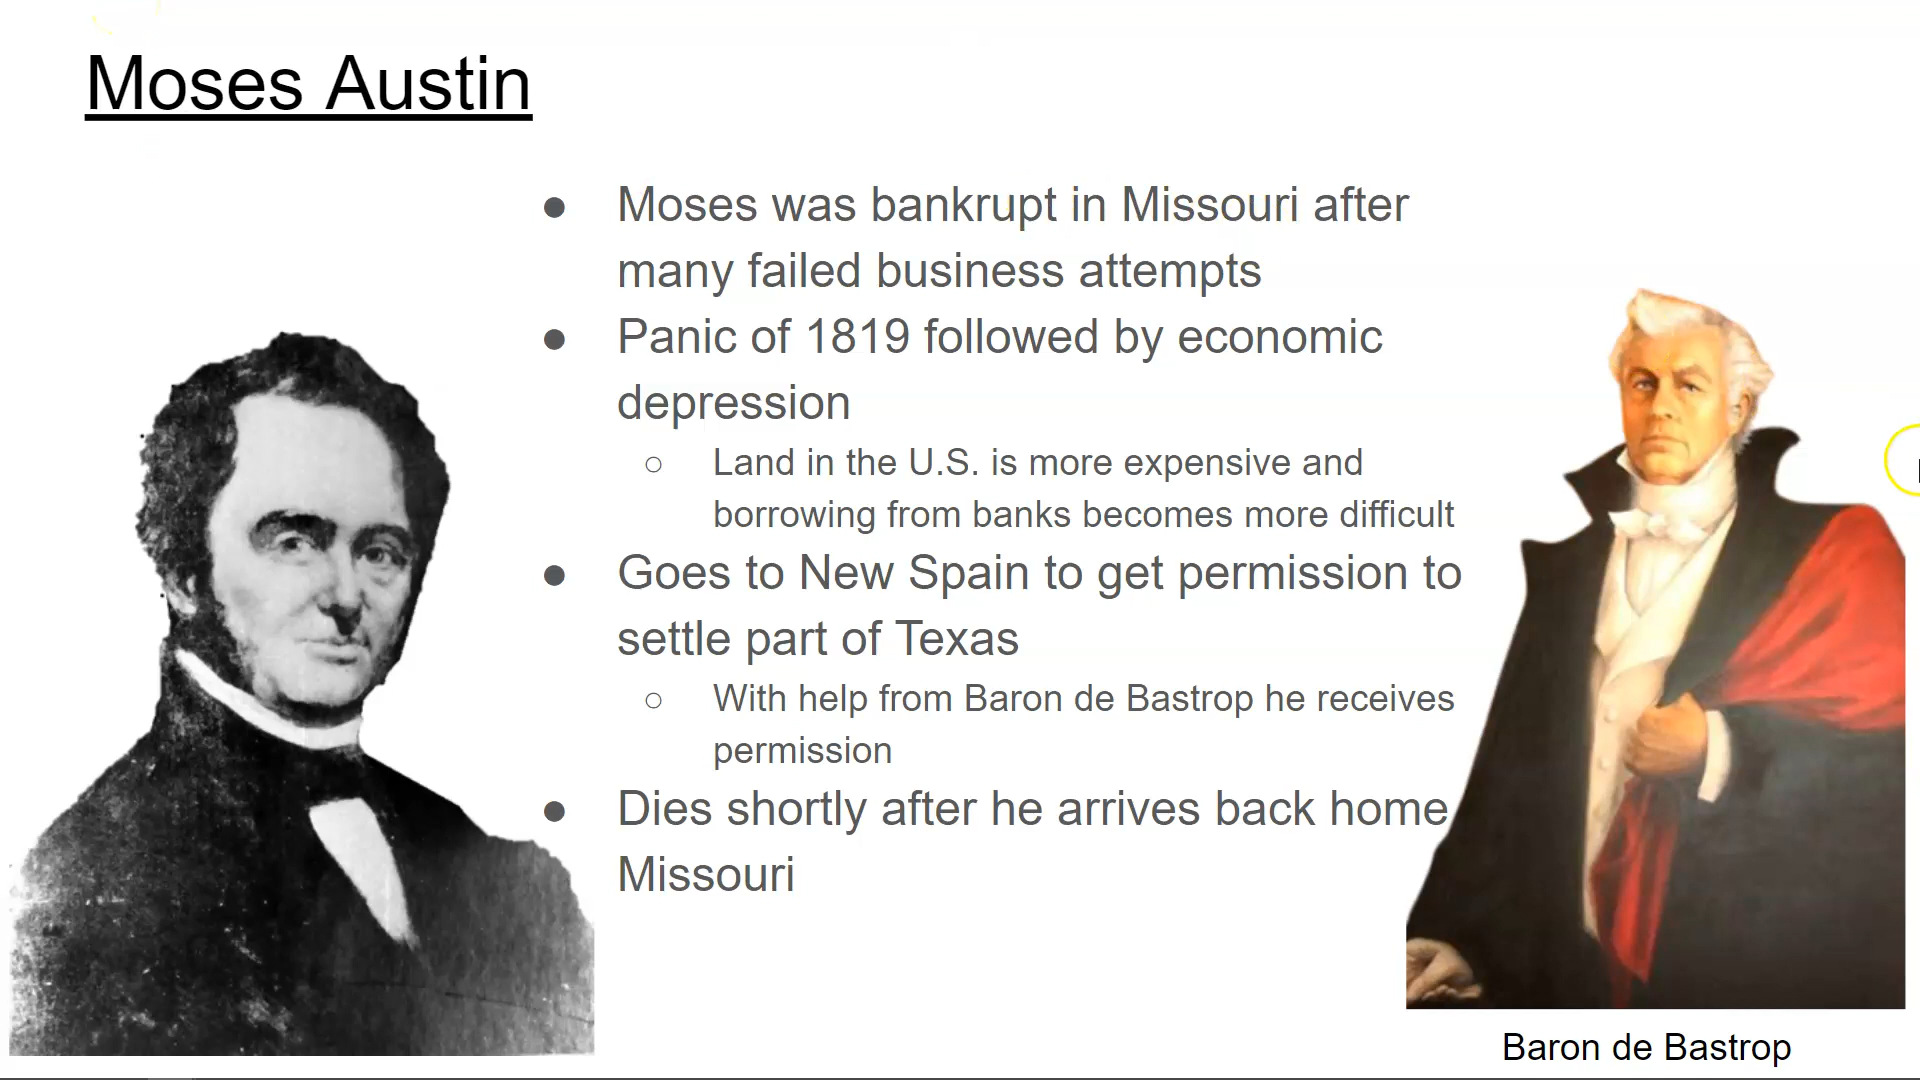 Moses Austin
● Moses was bankrupt in Missouri after
many failed business attempts
● Panic of 1819 followed by economic
depression
○ Land in the U.S. is more expensive and
borrowing from banks becomes more difficult
● Goes to New Spain to get permission to
settle part of Texas
○ With help from Baron de Bastrop he receives
permission
● Dies shortly after he arrives back home
Missouri
Baron de Bastrop